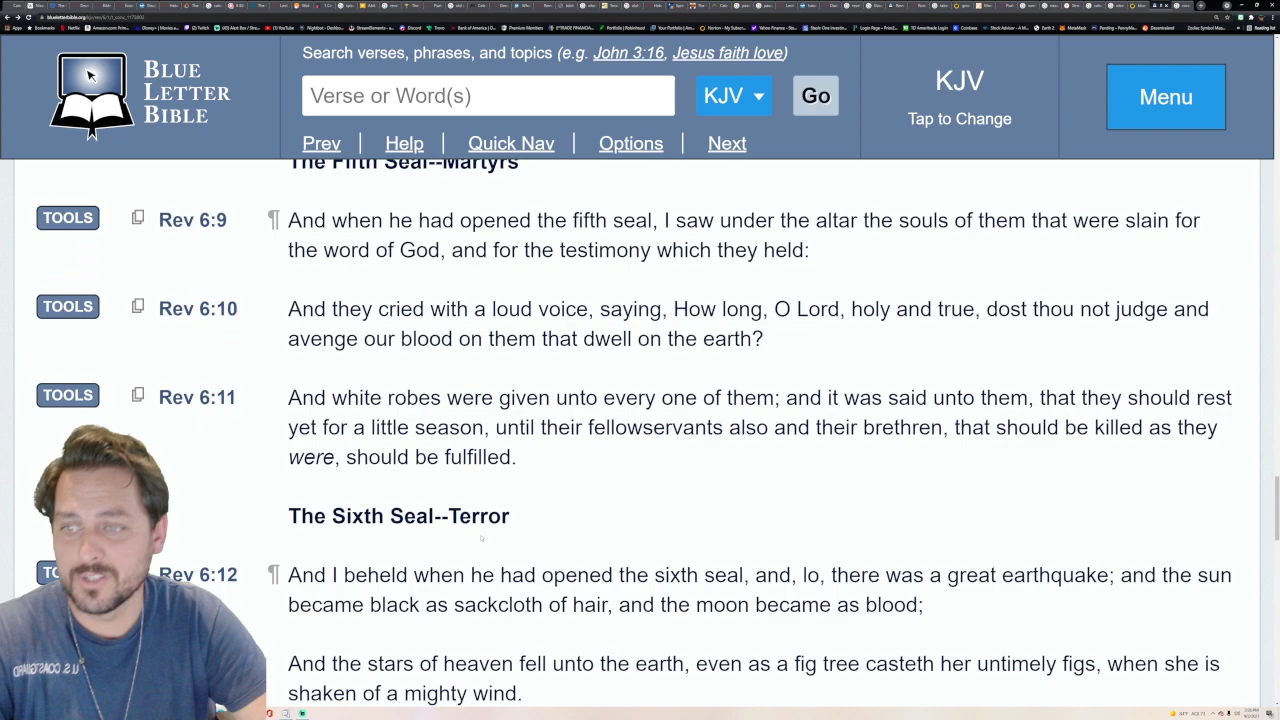 Search verses, phrases, and topics (e.g. John 3:16, Jesus faith love)
BLUE
LETTER
BIBLE
Verse or Word(s)
KJV
Go
KJV
Tap to Change
Menu
Prev
Help
Quick Nav
Options
Next
The Fifth Seal--Martyrs
TOOLS
Rev 6:9
¶ And when he had opened the fifth seal, I saw under the altar the souls of them that were slain for
the word of God, and for the testimony which they held:
TOOLS
Rev 6:10
And they cried with a loud voice, saying, How long, O Lord, holy and true, dost thou not judge and
avenge our blood on them that dwell on the earth?
TOOLS
Rev 6:11
And white robes were given unto every one of them; and it was said unto them, that they should rest
yet for a little season, until their fellowservants also and their brethren, that should be killed as they
were, should be fulfilled.
The Sixth Seal--Terror
Rev 6:12
¶ And I beheld when he had opened the sixth seal, and, lo, there was a great earthquake; and the sun
became black as sackcloth of hair, and the moon became as blood;
And the stars of heaven fell unto the earth, even as a fig tree casteth her untimely figs, when she is
shaken of a mighty wind.
U.S. COAST GUARD